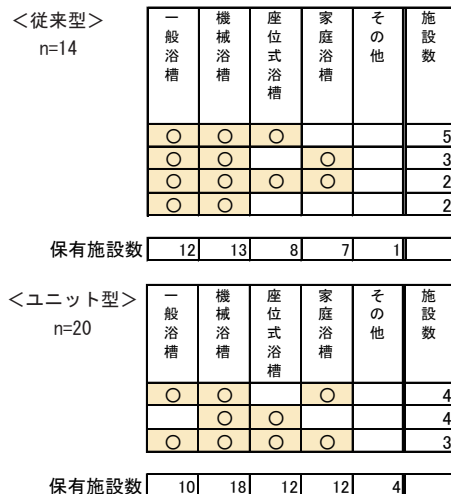 ＜従来型＞
n=14
一般浴槽 機械浴槽 座位式浴槽 家庭浴槽 その他 施設数
○ ○ ○ 5
○ ○ ○ 3
○ ○ ○ ○ 2
○ ○ 2
保有施設数 12 13 8 7 1
＜ユニット型＞
n=20
一般浴槽 機械浴槽 座位式浴槽 家庭浴槽 その他 施設数
○ ○ ○ 4
○ ○ 4
○ ○ ○ ○ 3
保有施設数 10 18 12 12 4